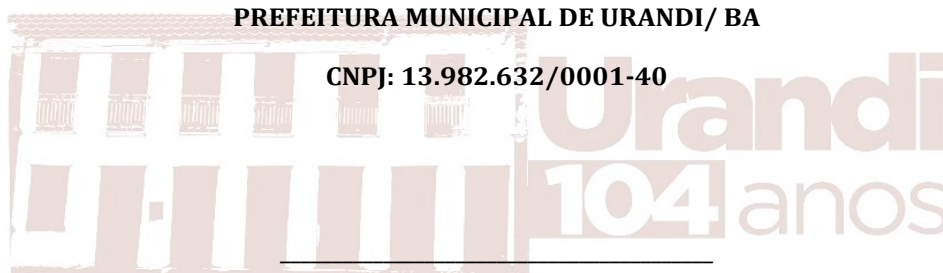 PREFEITURA MUNICIPAL DE URANDI/ BA
CNPJ: 13.982.632/0001-40
Urandi
104 anos